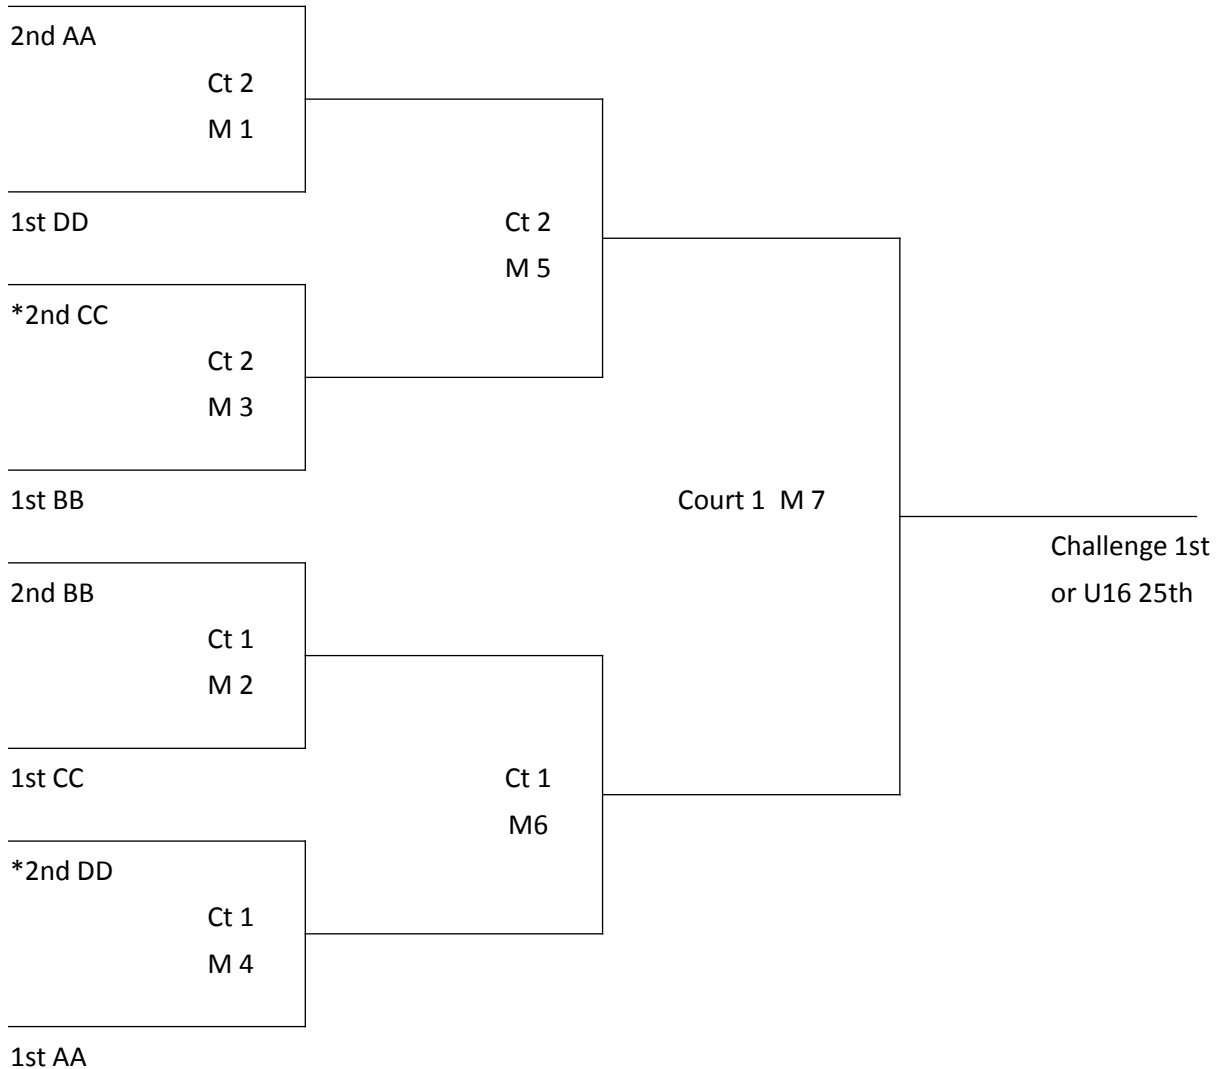 2nd AA
Ct 2
M 1
1st DD
Ct 2
M 5
*2nd CC
Ct 2
M 3
1st BB
Court 1  M 7
Challenge 1st
or U16 25th
2nd BB
Ct 1
M 2
1st CC
Ct 1
M6
*2nd DD
Ct 1
M 4
1st AA